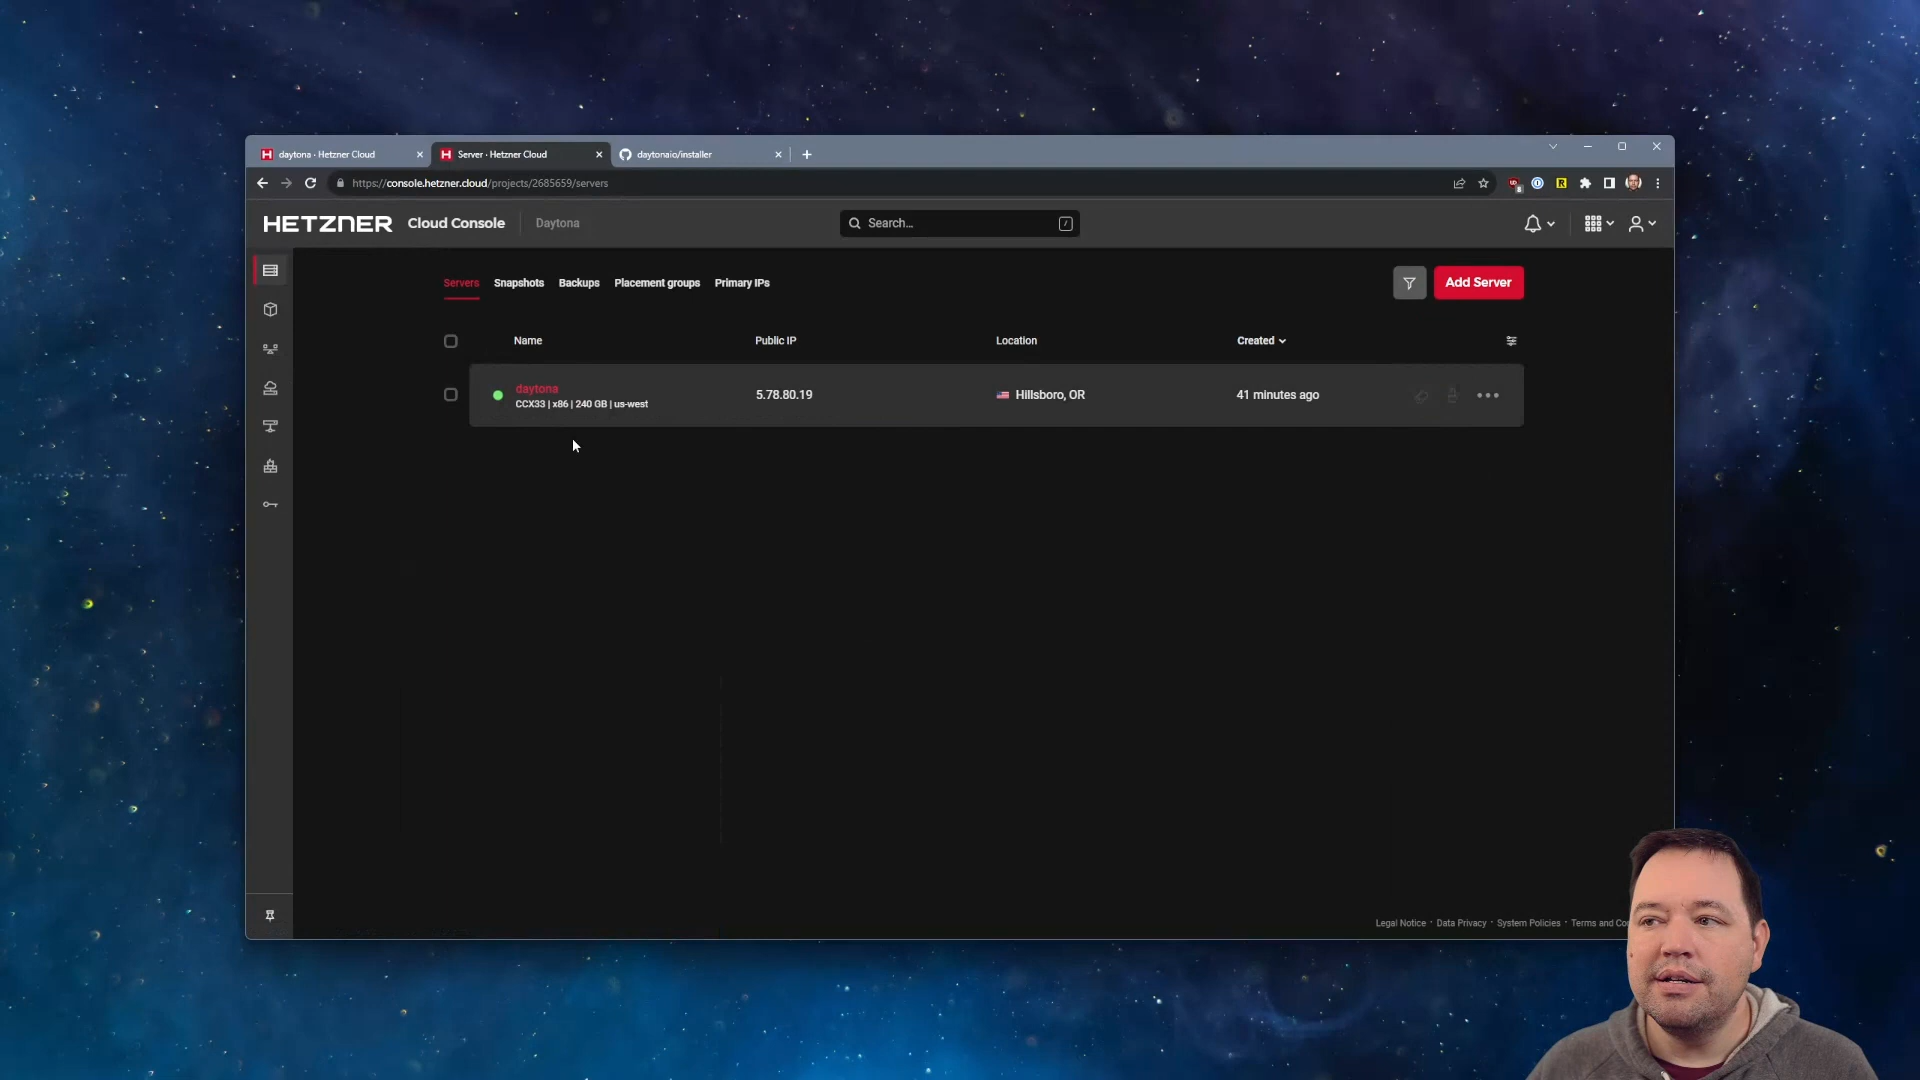 daytona · Hetzner Cloud
Server · Hetzner Cloud
daytonaio/installer
https://console.hetzner.cloud/projects/2685659/servers
HETZNER Cloud Console Daytona
Search... /
Servers Snapshots Backups Placement groups Primary IPs
Add Server
Name Public IP Location Created
daytona
CCX33 | x86 | 240 GB | us-west
5.78.80.19 Hillsboro, OR 41 minutes ago
Legal Notice · Data Privacy · System Policies · Terms and Co